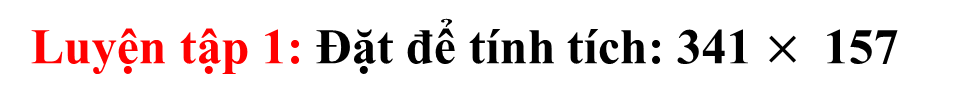 Luyện tập 1: Đặt để tính tích: 341 × 157